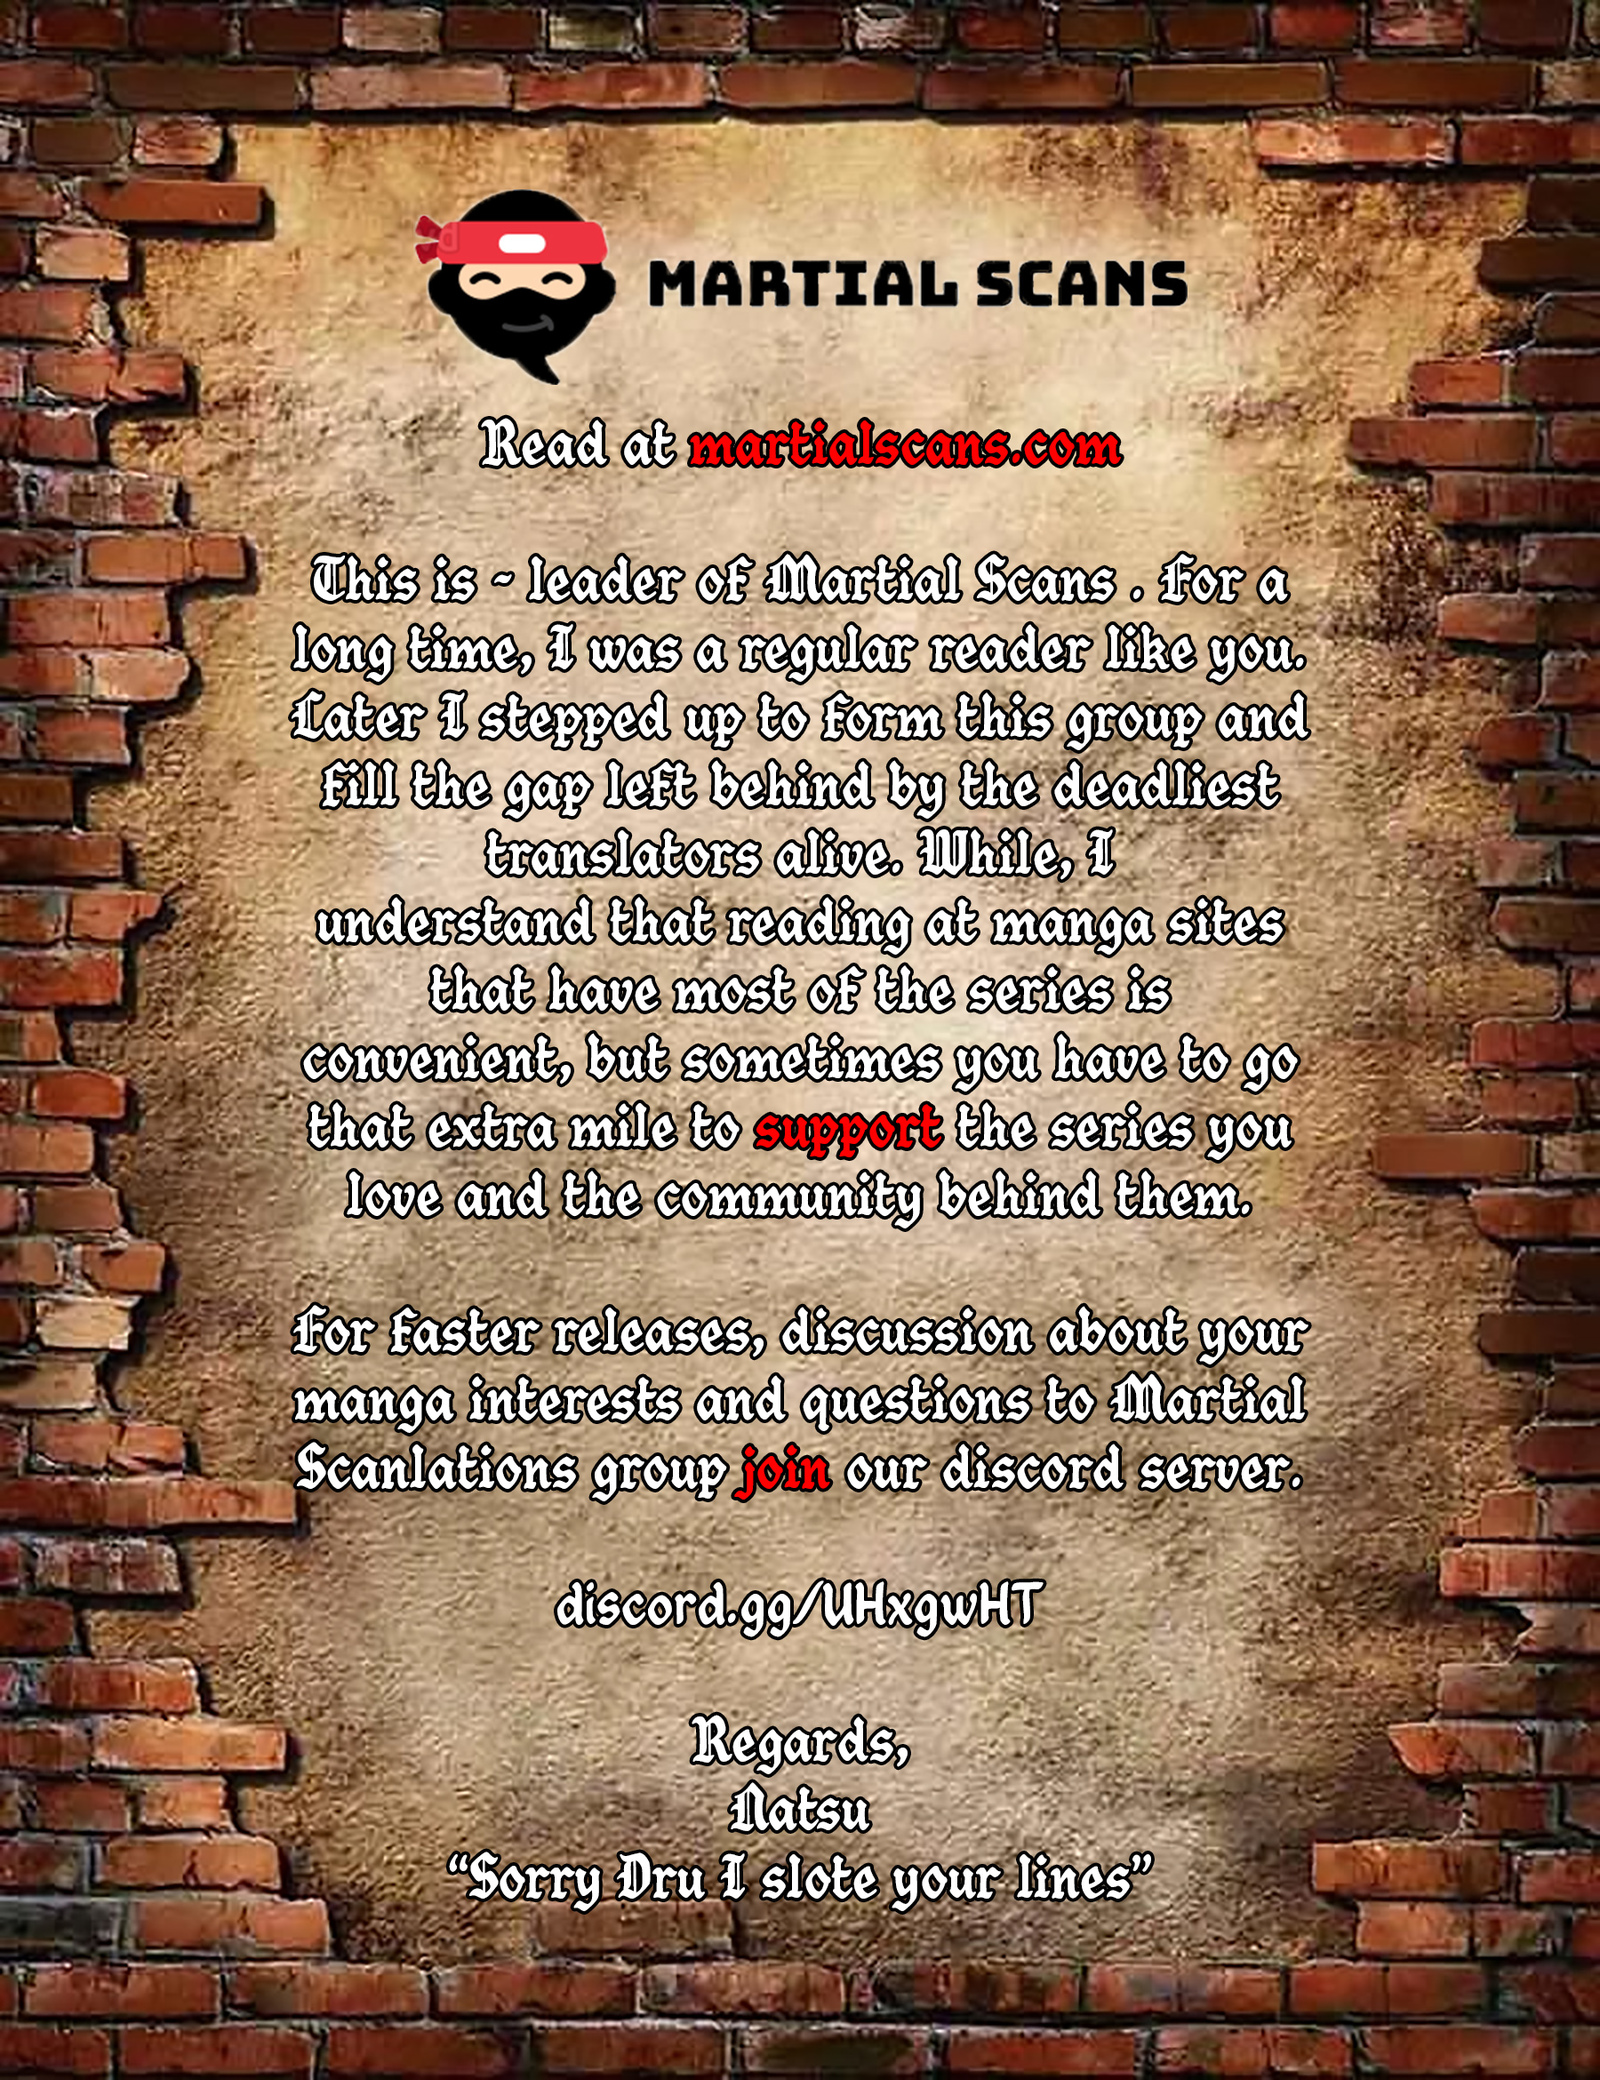 MARTIAL SCANS
Read at martialscans.com
This is ~ leader of Martial Scans . For a
long time, I was a regular reader like you.
Later I stepped up to form this group and
fill the gap left behind by the deadliest
translators alive. While, I
understand that reading at manga sites
that have most of the series is
convenient, but sometimes you have to go
that extra mile to support the series you
love and the community behind them.
For faster releases, discussion about your
manga interests and questions to Martial
Scanlations group join our discord server.
discord.gg/UHxgwHT
Regards,
Natsu
“Sorry Dru I slote your lines”